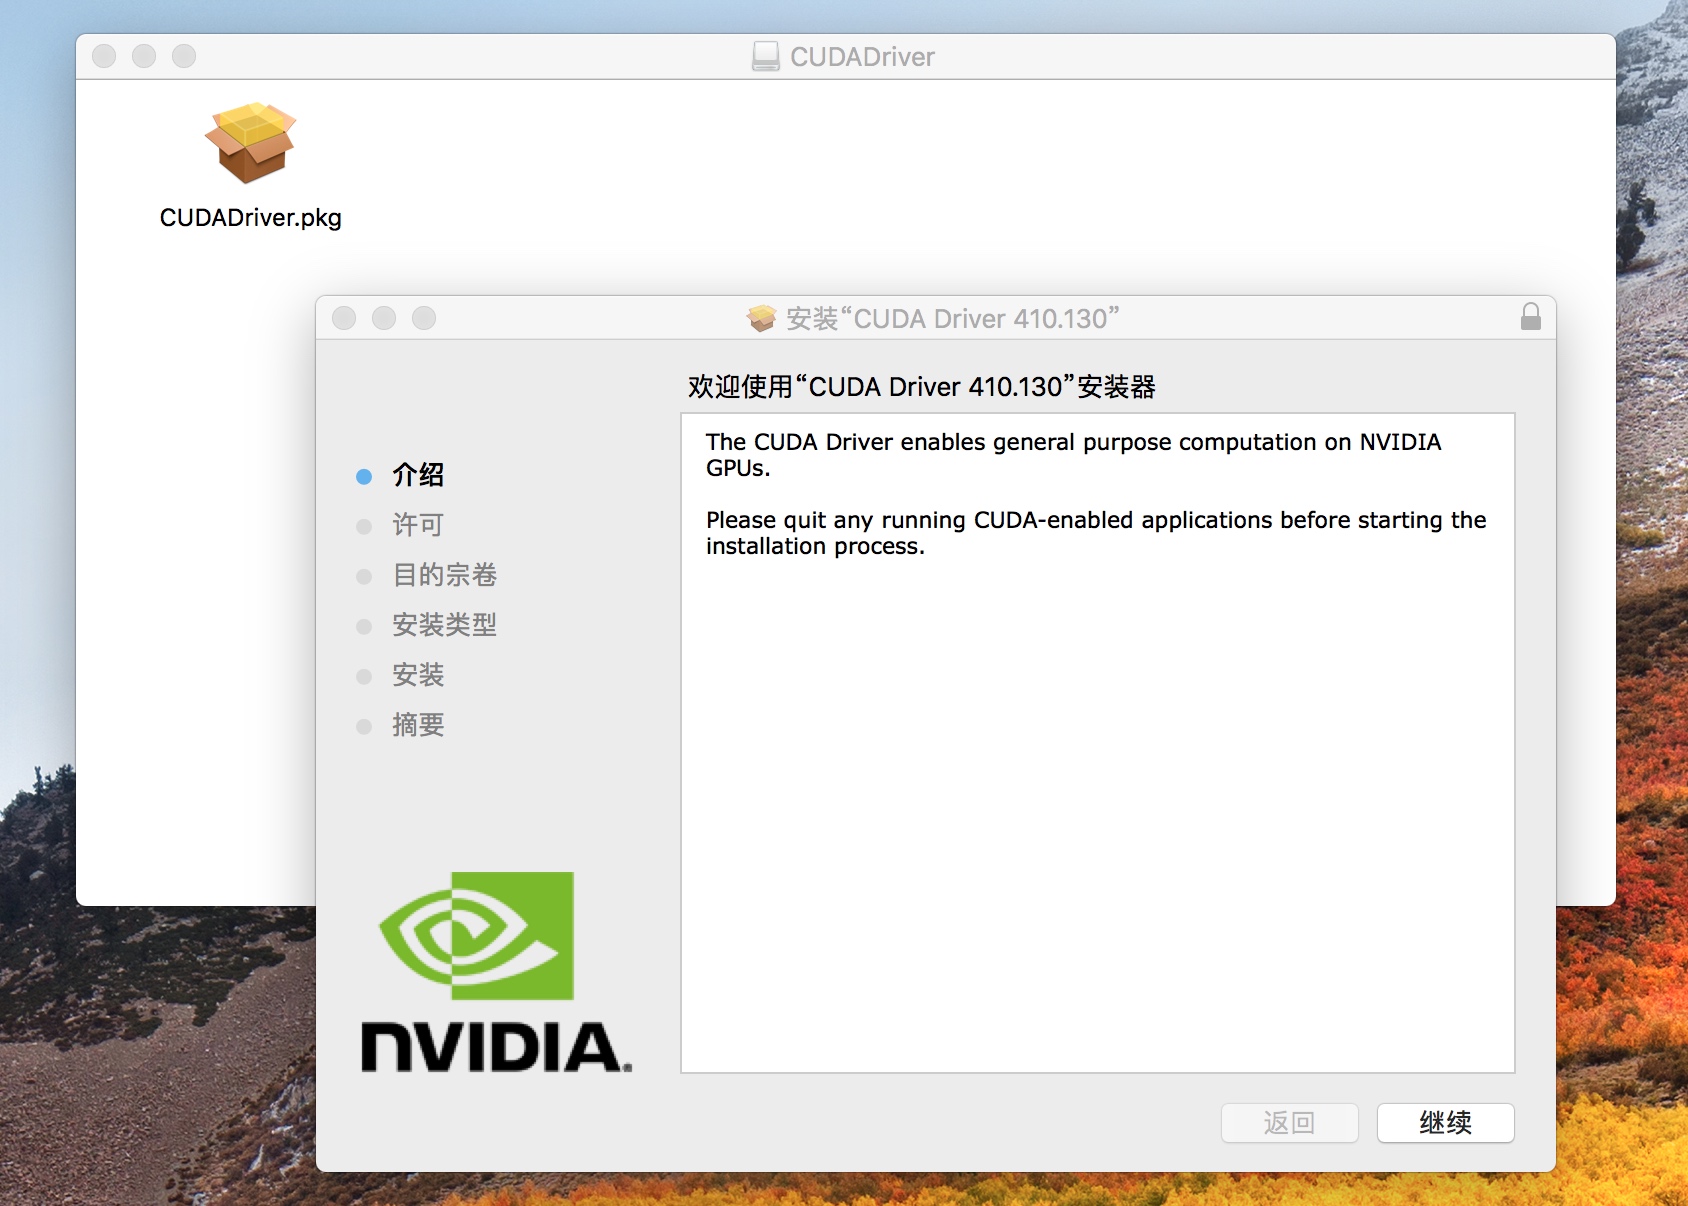 CUDADriver
CUDADriver.pkg
安装“CUDA Driver 410.130”
欢迎使用“CUDA Driver 410.130”安装器
介绍
许可
目的宗卷
安装类型
安装
摘要
The CUDA Driver enables general purpose computation on NVIDIA
GPUs.
Please quit any running CUDA-enabled applications before starting the
installation process.
NVIDIA.
返回
继续